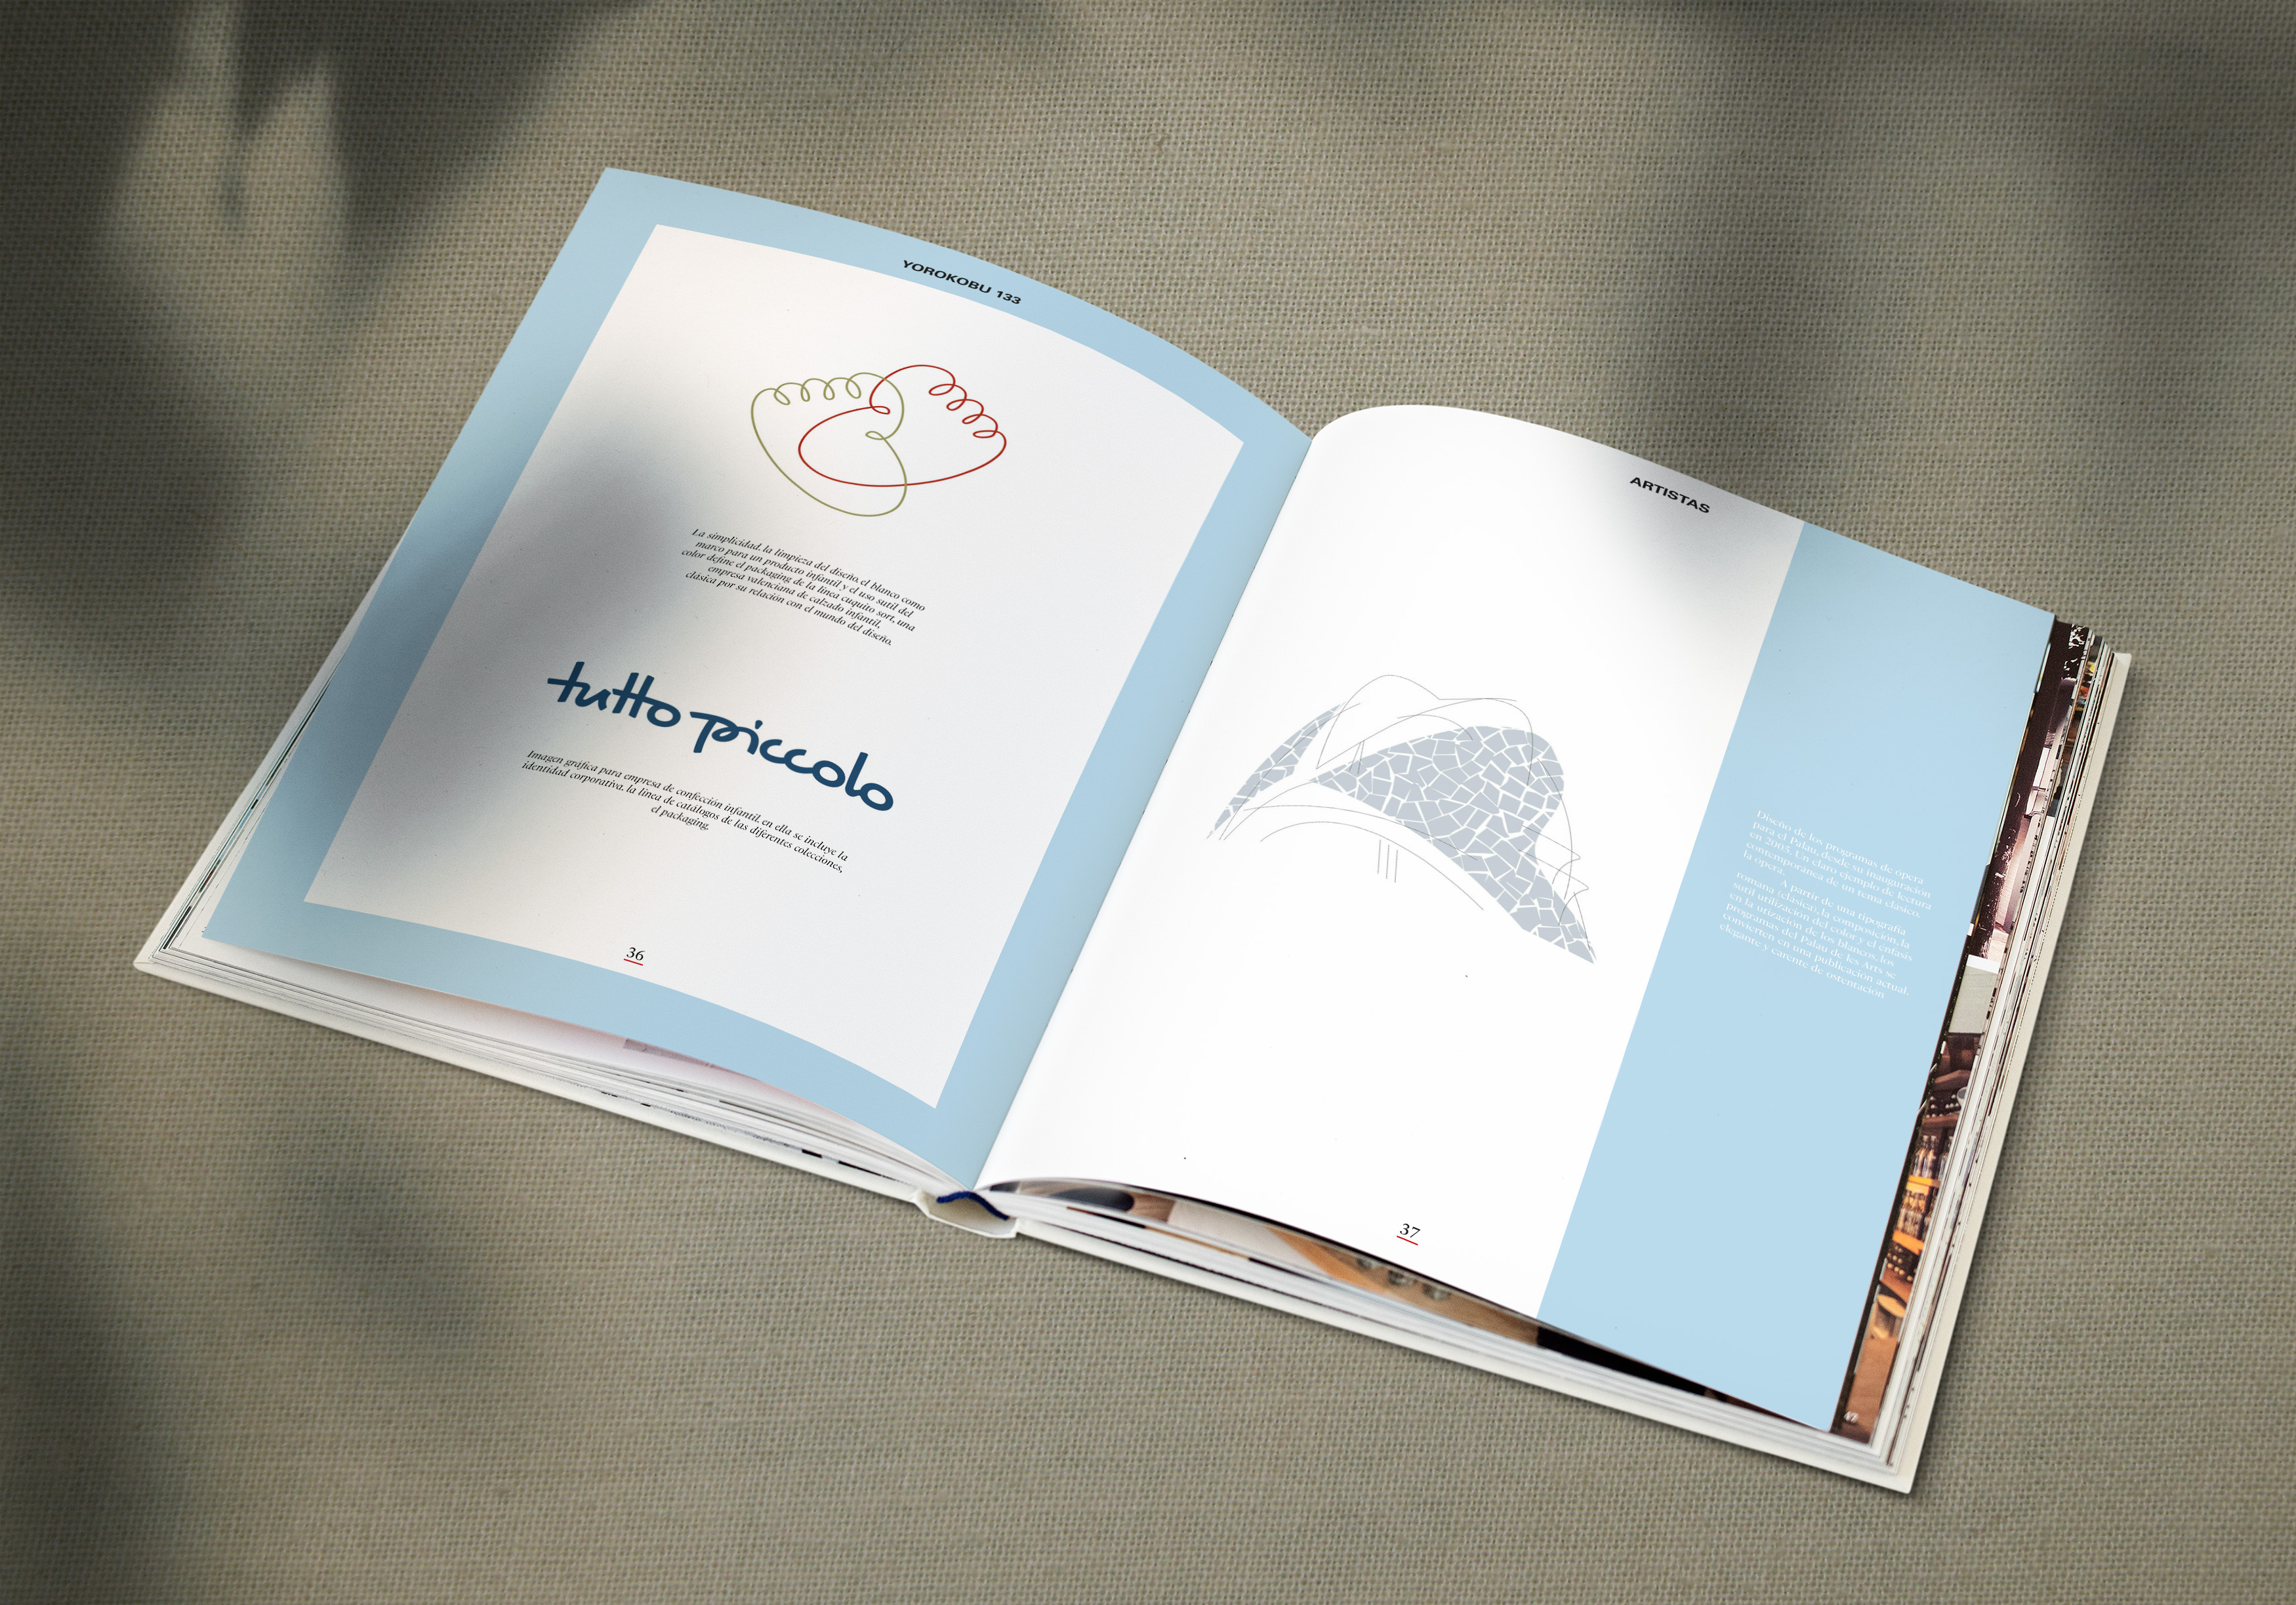 YOROKOBU 133
La simplicidad, la limpieza del diseño, el blanco como
marco para un producto infantil y el uso sutil del
color define el packaging de la línea cuquito sort, una
empresa valenciana de calzado infantil,
clásica por su relación con el mundo del diseño.
tutto piccolo
Imagen gráfica para empresa de confección infantil, en ella se incluye la
identidad corporativa, la línea de catálogos de las diferentes colecciones,
el packaging.
36
ARTISTAS
Diseño de los programas de ópera
para el Palau, desde su inauguración
en 2005. Un claro ejemplo de lectura
contemporánea de un tema clásico,
la ópera.
A partir de una tipografía
romana (clásica), la composición, la
sutil utilización del color y el énfasis
en la utización de los blancos, los
programas del Palau de les Arts se
convierten en una publicación actual,
elegante y carente de ostentación
37